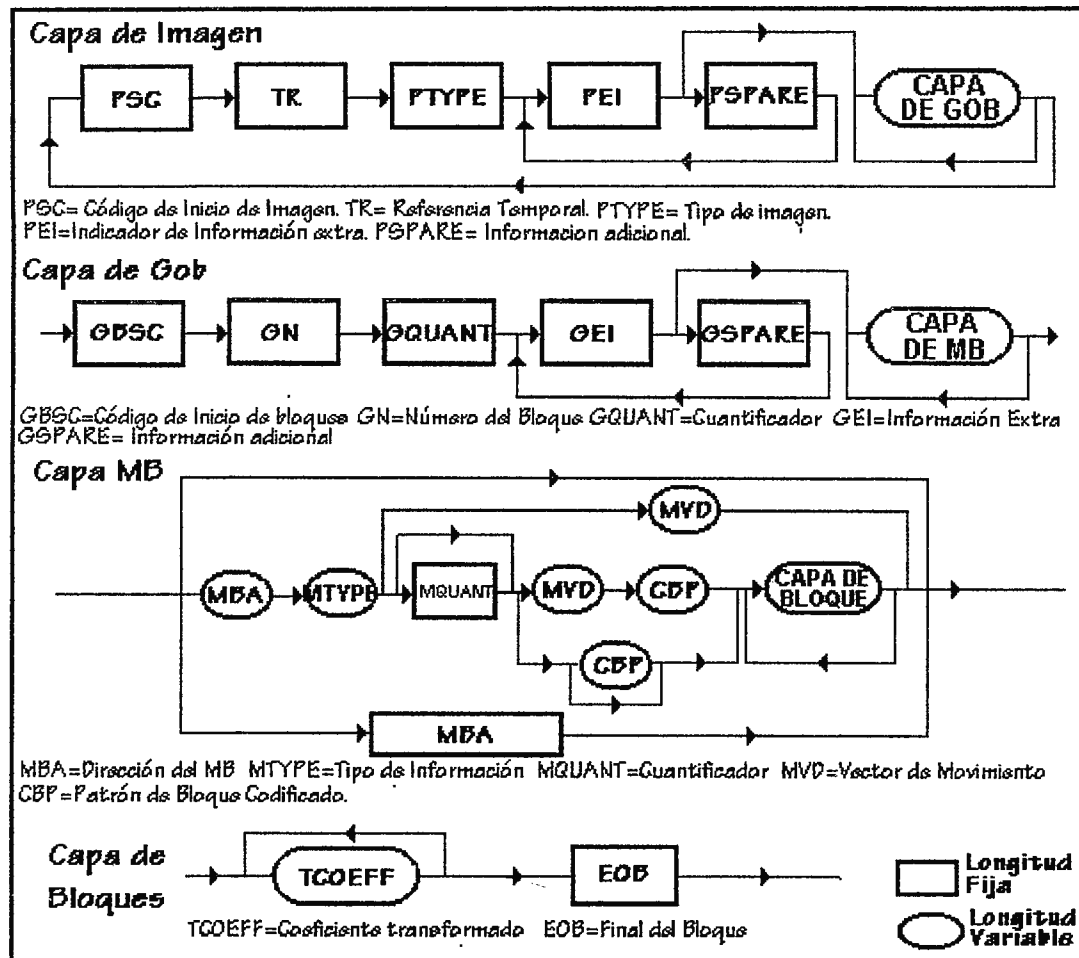 Capa de Imagen
PSC TR PTYPE PEI PSPARE CAPA DE GOB
PSC= Código de Inicio de Imagen. TR= Referencia Temporal. PTYPE= Tipo de imagen.
PEI=Indicador de Información extra. PSPARE= Informacion adicional.
Capa de Gob
GBSC GN GQUANT GEI GSPARE CAPA DE MB
GBSC=Código de Inicio de bloques GN=Número del Bloque GQUANT=Cuantificador GEI=Información Extra
GSPARE= Información adicional
Capa MB
MVD
MBA MTYPE MQUANT MVD CBP CAPA DE BLOQUE
CBP
MBA
MBA=Dirección del MB MTYPE=Tipo de Información MQUANT=Cuantificador MVD=Vector de Movimiento
CBP=Patrón de Bloque Codificado.
Capa de Bloques
TCOEFF EOB
TCOEFF=Coeficiente transformado EOB=Final del Bloque
Longitud Fija
Longitud Variable